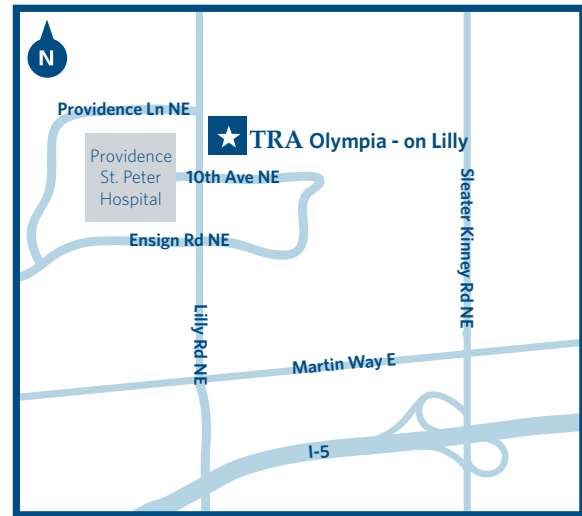 N
Providence Ln NE
TRA Olympia - on Lilly
Providence
St. Peter
Hospital
10th Ave NE
Sleater Kinney Rd NE
Ensign Rd NE
Lilly Rd NE
Martin Way E
I-5